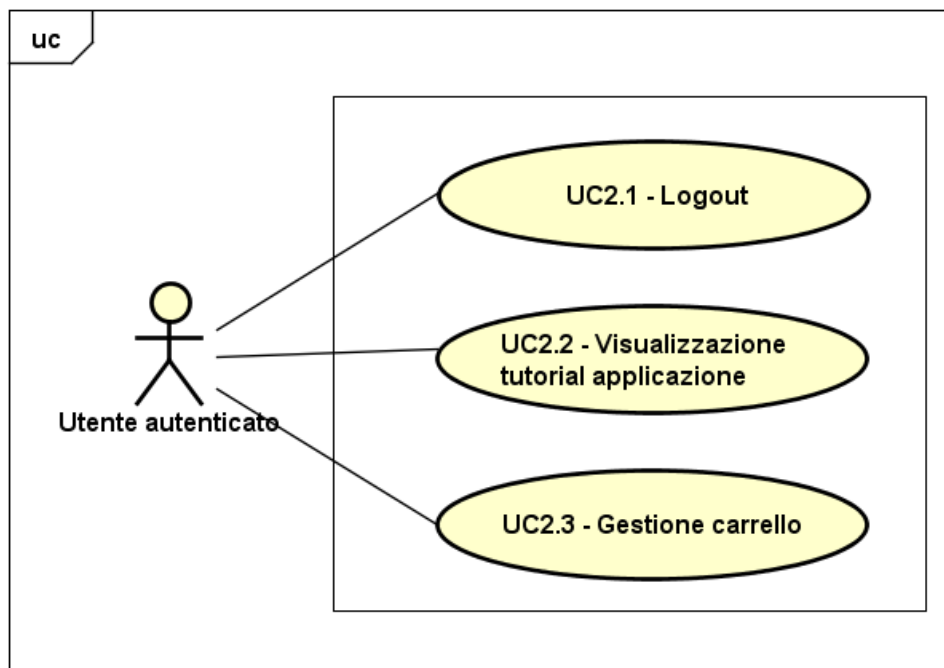 uc
UC2.1 - Logout
UC2.2 - Visualizzazione
tutorial applicazione
Utente autenticato
UC2.3 - Gestione carrello